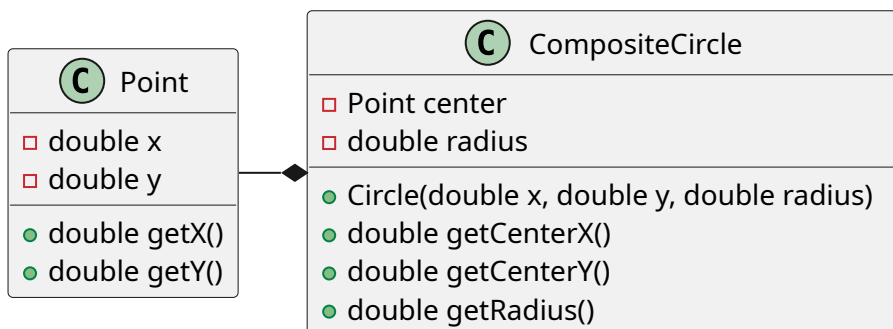 C Point
double x
double y
double getX()
double getY()
C CompositeCircle
Point center
double radius
Circle(double x, double y, double radius)
double getCenterX()
double getCenterY()
double getRadius()